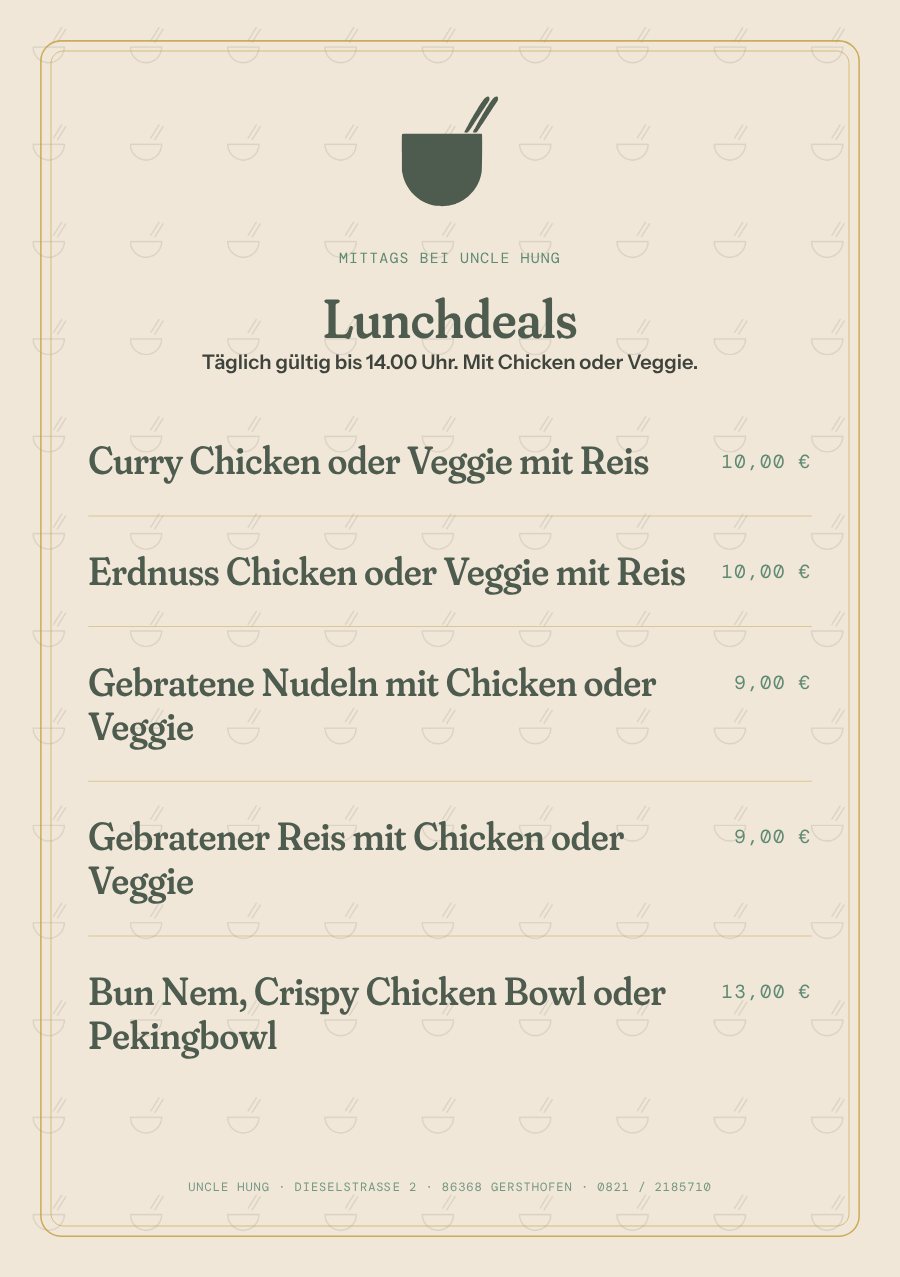 MITTAGS BEI UNCLE HUNG
Lunchdeals
Täglich gültig bis 14.00 Uhr. Mit Chicken oder Veggie.
Curry Chicken oder Veggie mit Reis 10,00 €
Erdnuss Chicken oder Veggie mit Reis 10,00 €
Gebratene Nudeln mit Chicken oder 9,00 €
Veggie
Gebratener Reis mit Chicken oder 9,00 €
Veggie
Bun Nem, Crispy Chicken Bowl oder 13,00 €
Pekingbowl
UNCLE HUNG · DIESELSTRASSE 2 · 86368 GERSTHOFEN · 0821 / 2185710